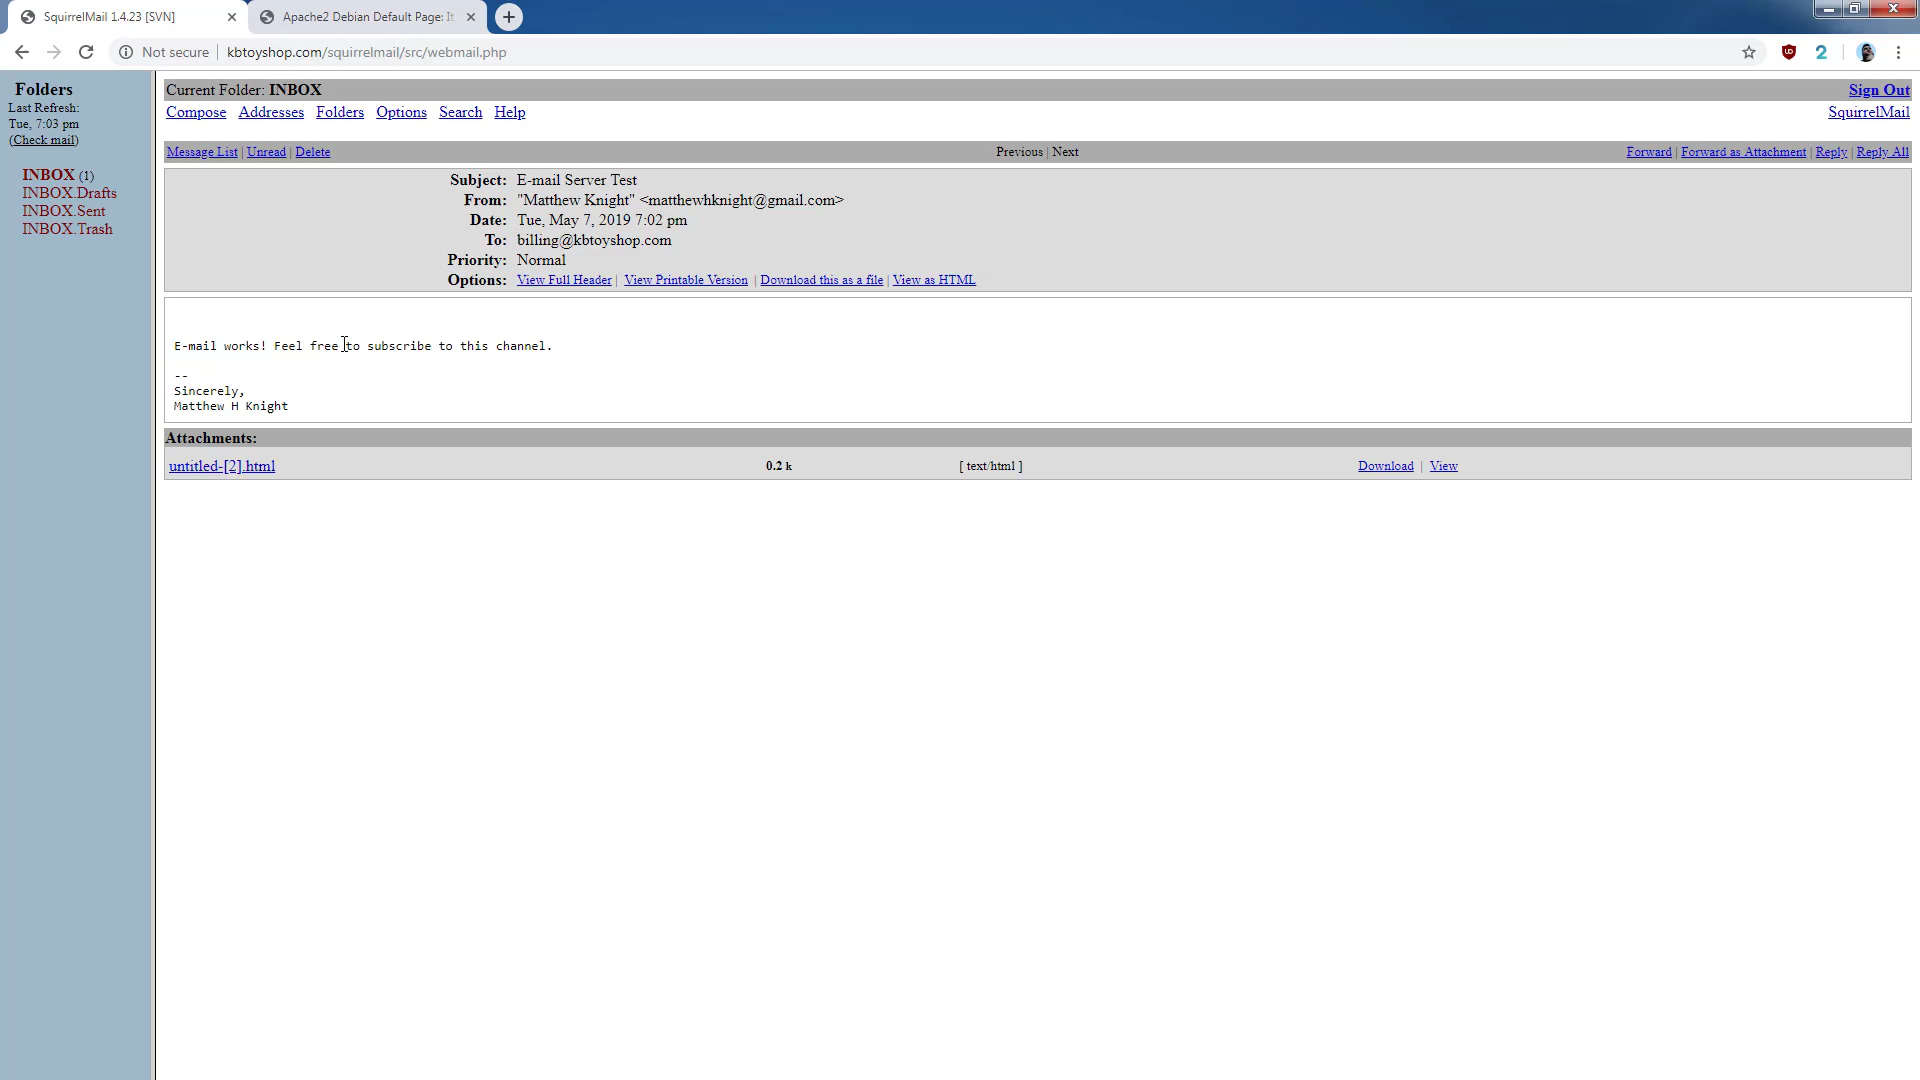 SquirrelMail 1.4.23 [SVN]
Apache2 Debian Default Page: It
Not secure
kbtoyshop.com/squirrelmail/src/webmail.php
2
Folders
Last Refresh:
Tue, 7:03 pm
(Check mail)
INBOX (1)
INBOX.Drafts
INBOX.Sent
INBOX.Trash
Current Folder: INBOX
Sign Out
Compose Addresses Folders Options Search Help
SquirrelMail
Message List | Unread | Delete
Previous | Next
Forward | Forward as Attachment | Reply | Reply All
Subject: E-mail Server Test
From: "Matthew Knight" <matthewhknight@gmail.com>
Date: Tue, May 7, 2019 7:02 pm
To: billing@kbtoyshop.com
Priority: Normal
Options: View Full Header | View Printable Version | Download this as a file | View as HTML
E-mail works! Feel free to subscribe to this channel.
--
Sincerely,
Matthew H Knight
Attachments:
untitled-[2].html 0.2 k [ text/html ] Download | View